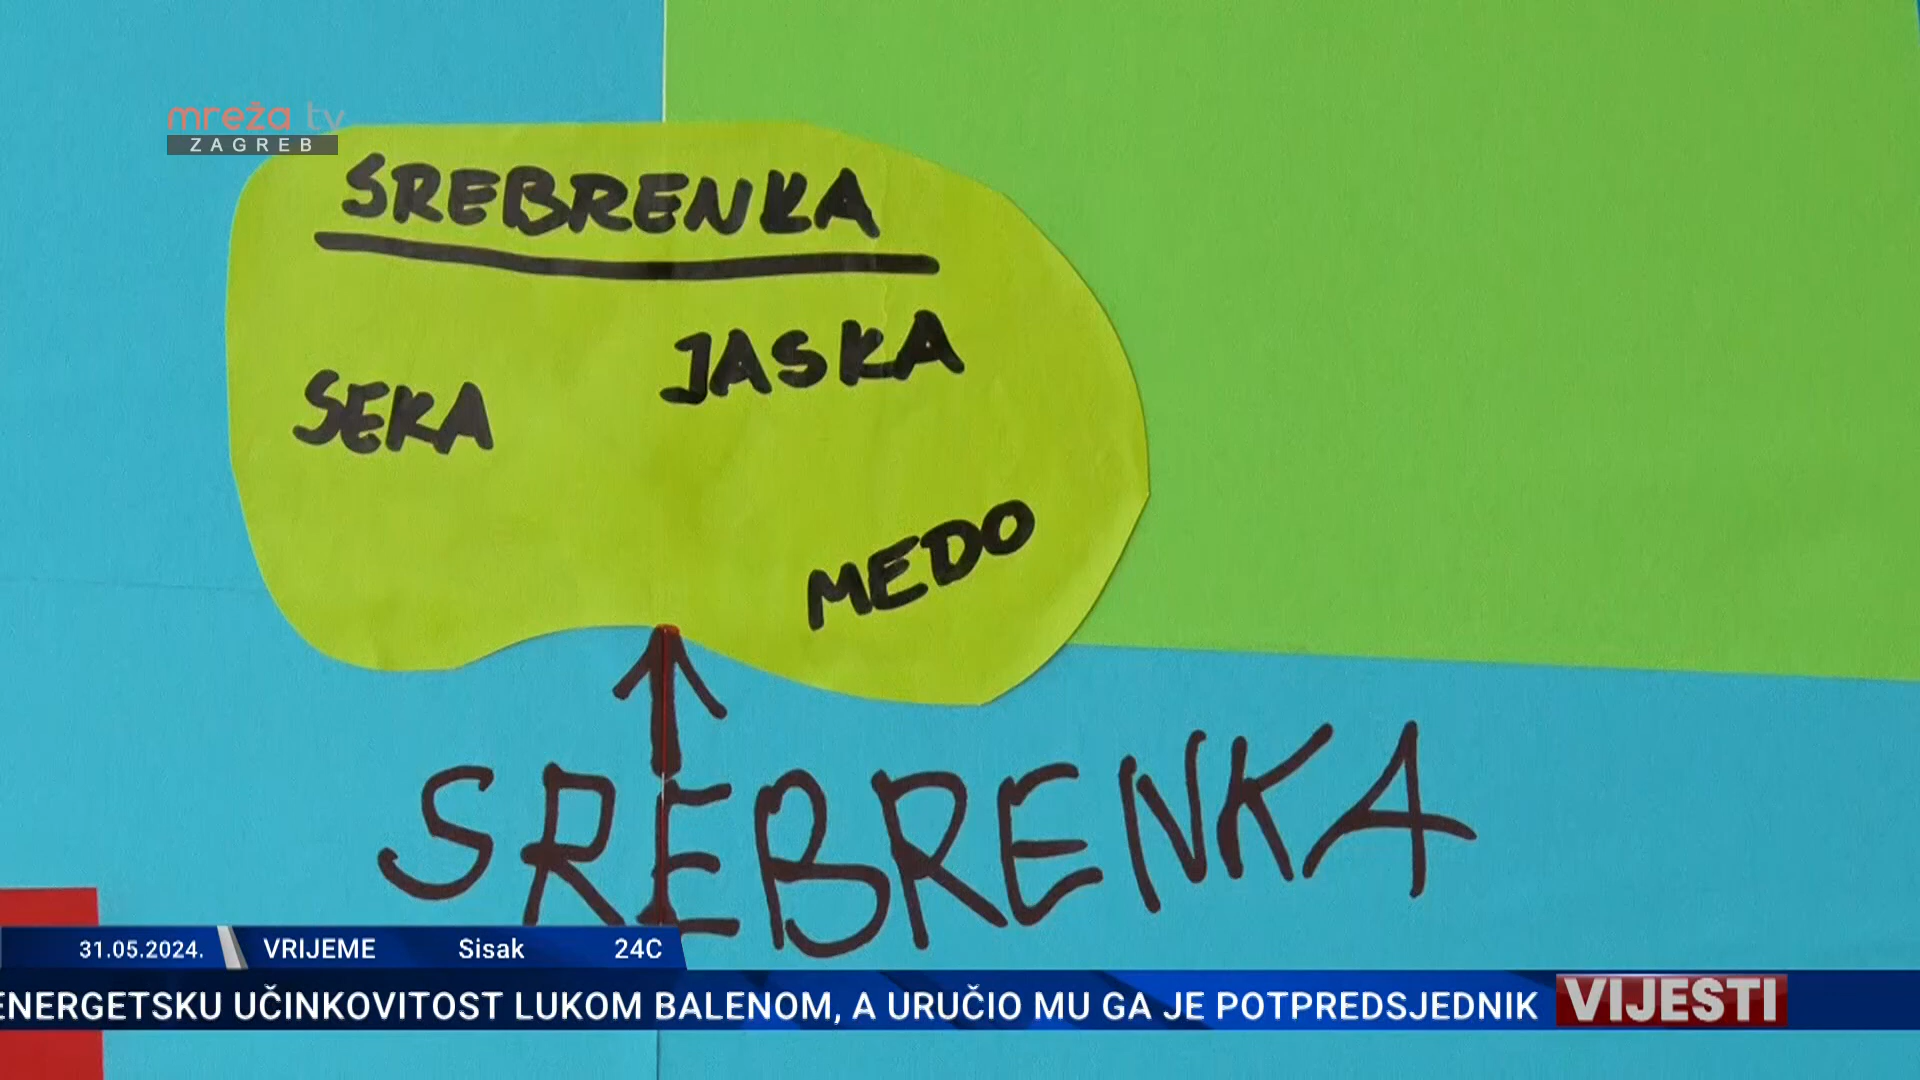 mreža tv
ZAGREB
SREBRENKA
JASKA
SEKA
MEDO
SREBRENKA
31.05.2024. VRIJEME Sisak 24C
ENERGETSKU UČINKOVITOST LUKOM BALENOM, A URUČIO MU GA JE POTPREDSJEDNIK VIJESTI